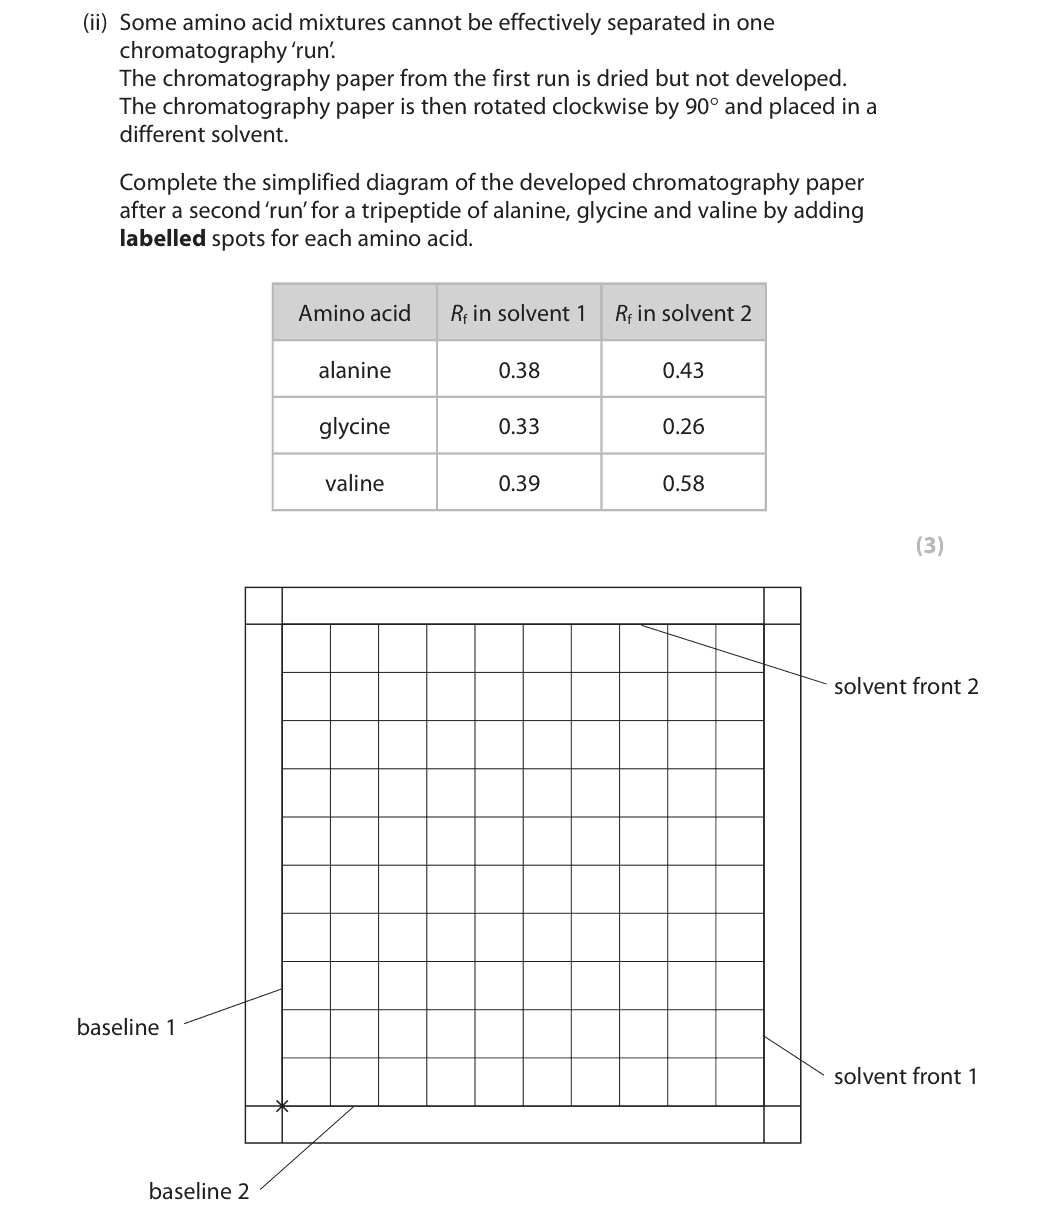 (ii) Some amino acid mixtures cannot be effectively separated in one
chromatography ‘run’.
The chromatography paper from the first run is dried but not developed.
The chromatography paper is then rotated clockwise by 90° and placed in a
different solvent.
Complete the simplified diagram of the developed chromatography paper
after a second ‘run’ for a tripeptide of alanine, glycine and valine by adding
labelled spots for each amino acid.
Amino acid Rf in solvent 1 Rf in solvent 2
alanine 0.38 0.43
glycine 0.33 0.26
valine 0.39 0.58
(3)
solvent front 2
baseline 1
solvent front 1
baseline 2